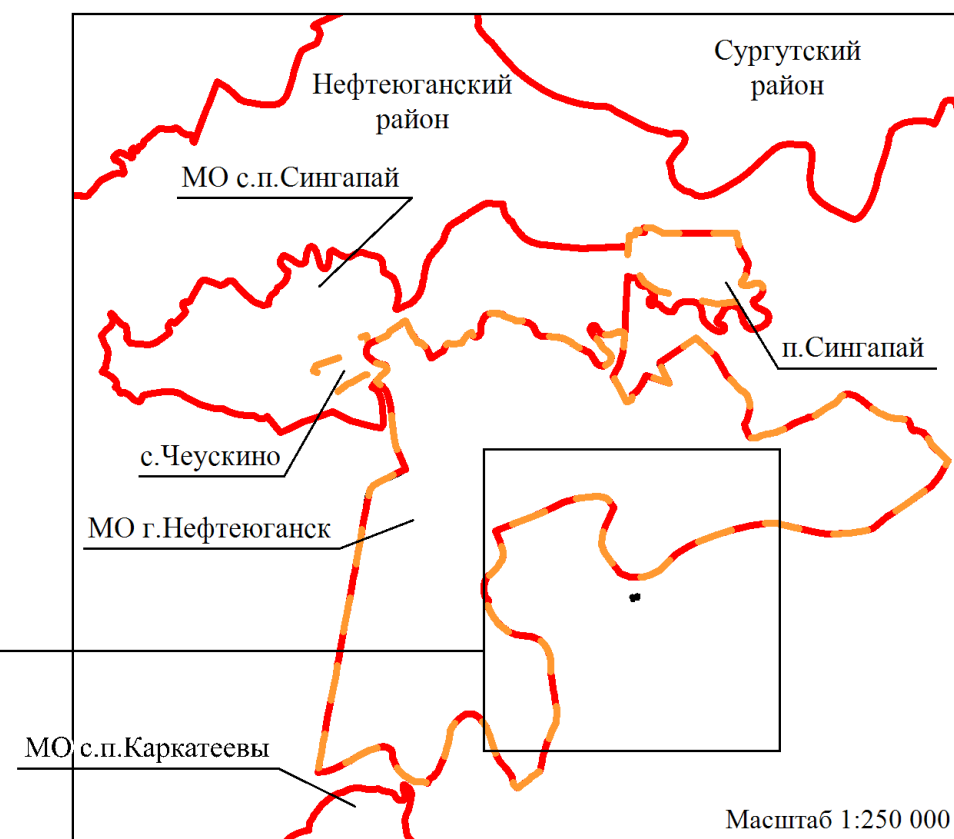 Сургутский
район
Нефтеюганский
район
МО с.п.Сингапай
п.Сингапай
с.Чеускино
МО г.Нефтеюганск
МО с.п.Каркатеевы
Масштаб 1:250 000